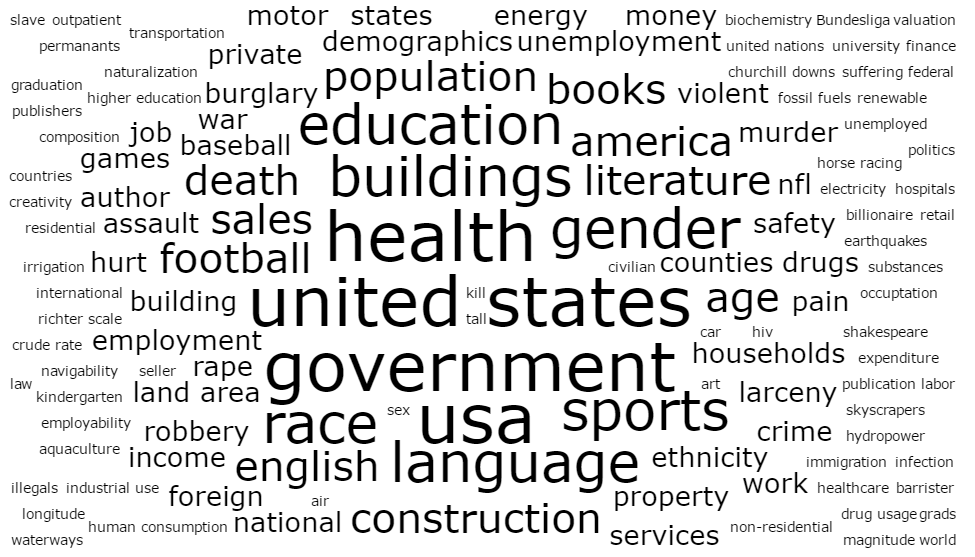 slave outpatient
motor states energy money
biochemistry Bundesliga valuation
permanants transportation
private demographics unemployment
united nations university finance
graduation naturalization
population books violent
churchill downs suffering federal
publishers higher education burglary
fossil fuels renewable
composition job war
education america murder unemployed
games baseball
politics
countries death buildings literature nfl
horse racing
electricity hospitals
creativity author
residential assault sales
health gender safety
billionaire retail
earthquakes
irrigation hurt football
civilian counties drugs substances
international building
united kill states age pain occuptation
richter scale tall
crude rate employment
car hiv shakespeare
navigability seller rape
government households expenditure
law kindergarten land area
art larceny publication labor
employability race sex usa sports
skyscrapers
aquaculture robbery
crime hydropower
income english language ethnicity
immigration infection
illegals industrial use foreign air
property work healthcare barrister
longitude human consumption national construction
services non-residential
drug usage grads
waterways
magnitude world